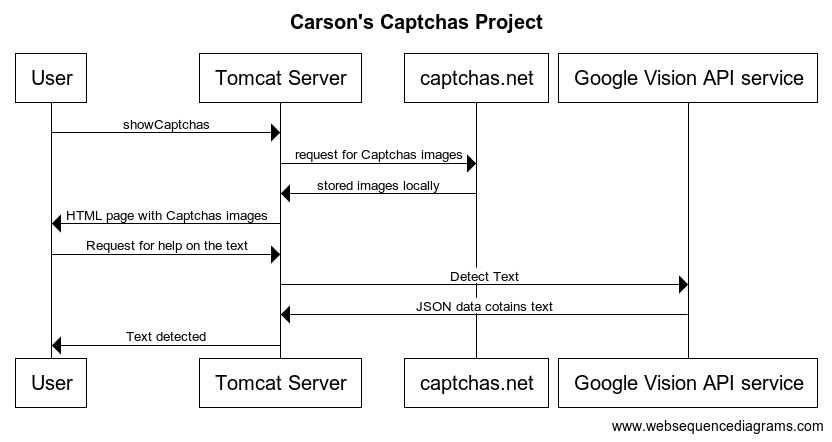 Carson's Captchas Project
User
Tomcat Server
captchas.net
Google Vision API service
showCaptchas
request for Captchas images
stored images locally
HTML page with Captchas images
Request for help on the text
Detect Text
JSON data cotains text
Text detected
User
Tomcat Server
captchas.net
Google Vision API service
www.websequencediagrams.com